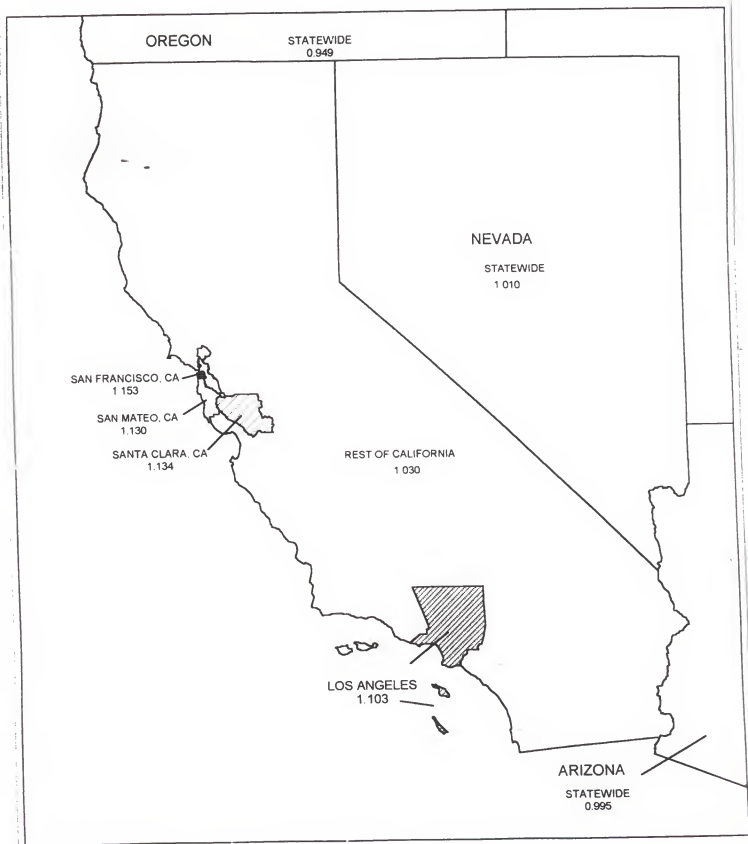 OREGON
STATEWIDE
0.949
NEVADA
STATEWIDE
1 010
SAN FRANCISCO, CA
1 153
SAN MATEO, CA
1.130
SANTA CLARA, CA
1.134
REST OF CALIFORNIA
1 030
LOS ANGELES
1.103
ARIZONA
STATEWIDE
0.995